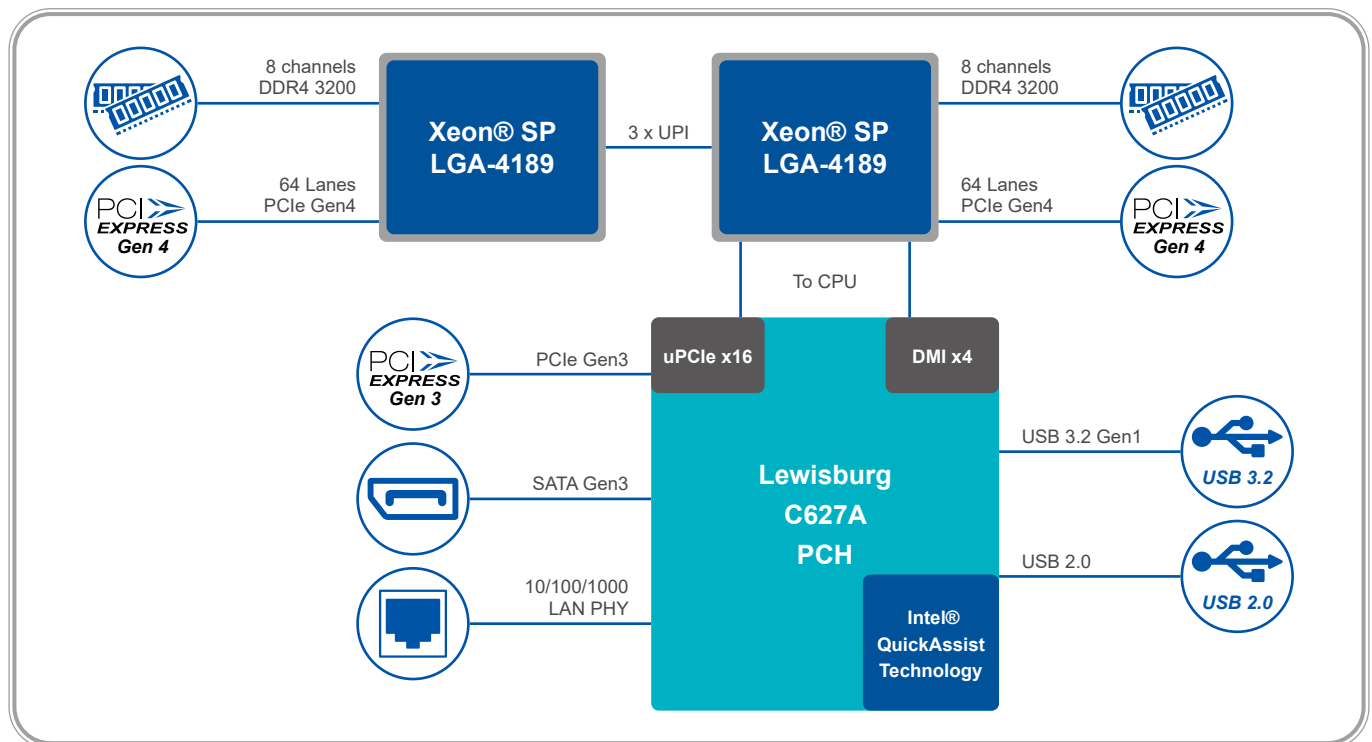 8 channels
DDR4 3200
Xeon® SP
LGA-4189
3 x UPI
Xeon® SP
LGA-4189
8 channels
DDR4 3200
64 Lanes
PCIe Gen4
PCI
EXPRESS
Gen 4
64 Lanes
PCIe Gen4
PCI
EXPRESS
Gen 4
To CPU
uPCIe x16
DMI x4
PCIe Gen3
PCI
EXPRESS
Gen 3
USB 3.2 Gen1
USB 3.2
SATA Gen3
Lewisburg
C627A
PCH
USB 2.0
USB 2.0
10/100/1000
LAN PHY
Intel®
QuickAssist
Technology